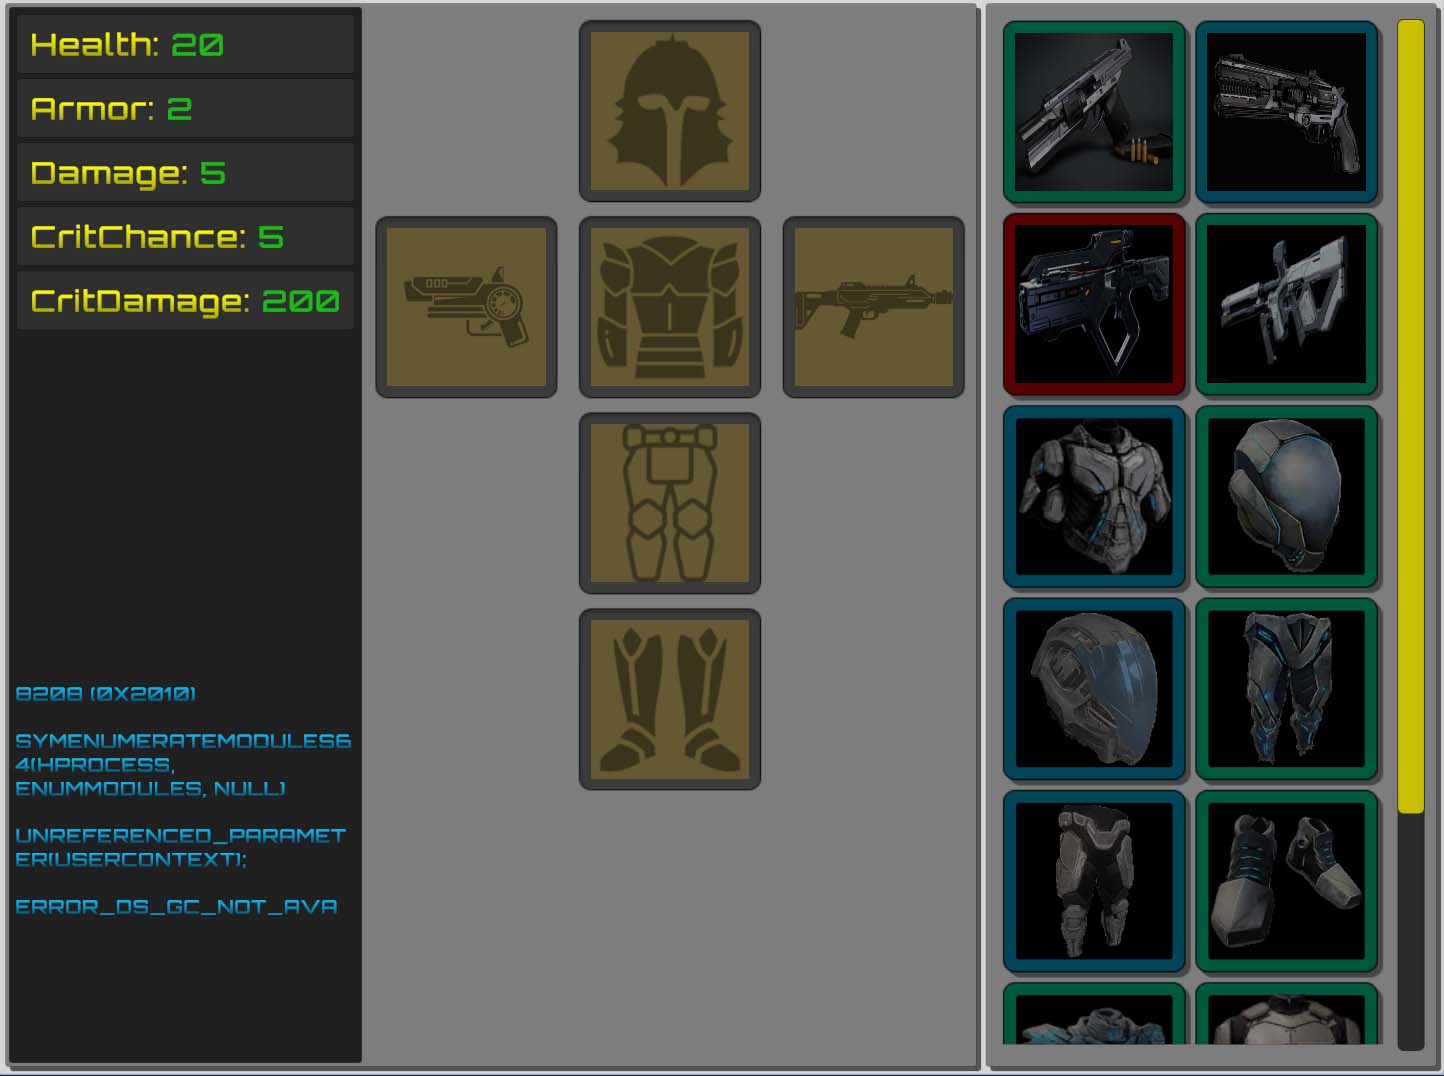 Health: 20
Armor: 2
Damage: 5
CritChance: 5
CritDamage: 200
8208 (0X2010)
SYMENUMERATEMODULES6
4(HPROCESS,
ENUMMODULES, NULL)
UNREFERENCED_PARAMET
ER(USERCONTEXT);
ERROR_DS_GC_NOT_AVA